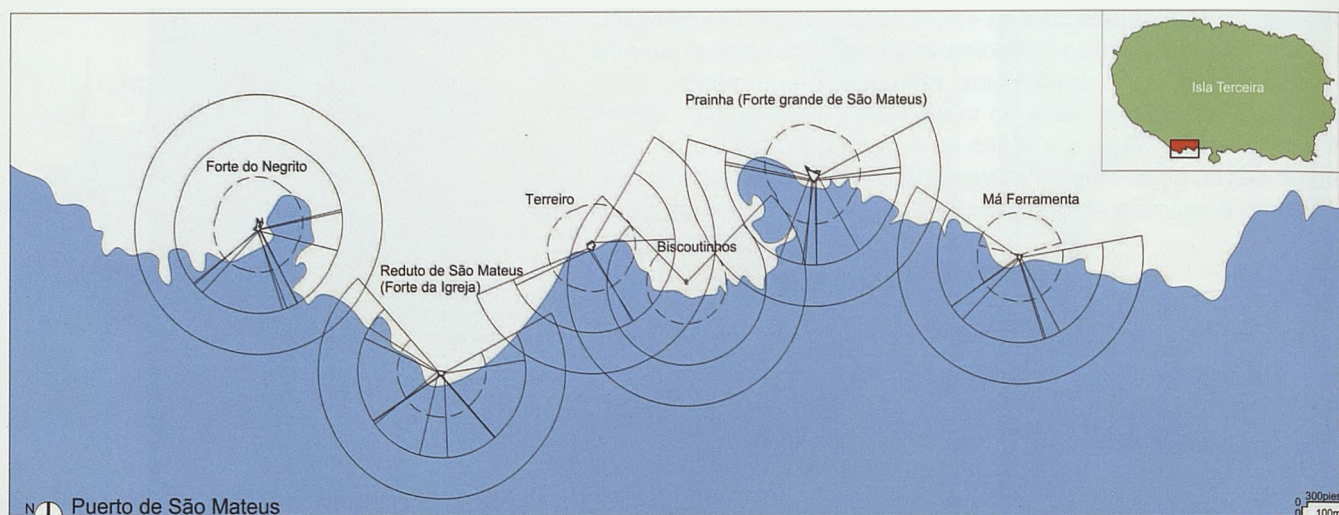 Isla Terceira
Prainha (Forte grande de São Mateus)
Forte do Negrito
Terreiro
Má Ferramenta
Biscoutinhos
Reduto de São Mateus
(Forte da Igreja)
N
Puerto de São Mateus
0 300pies
0 100m